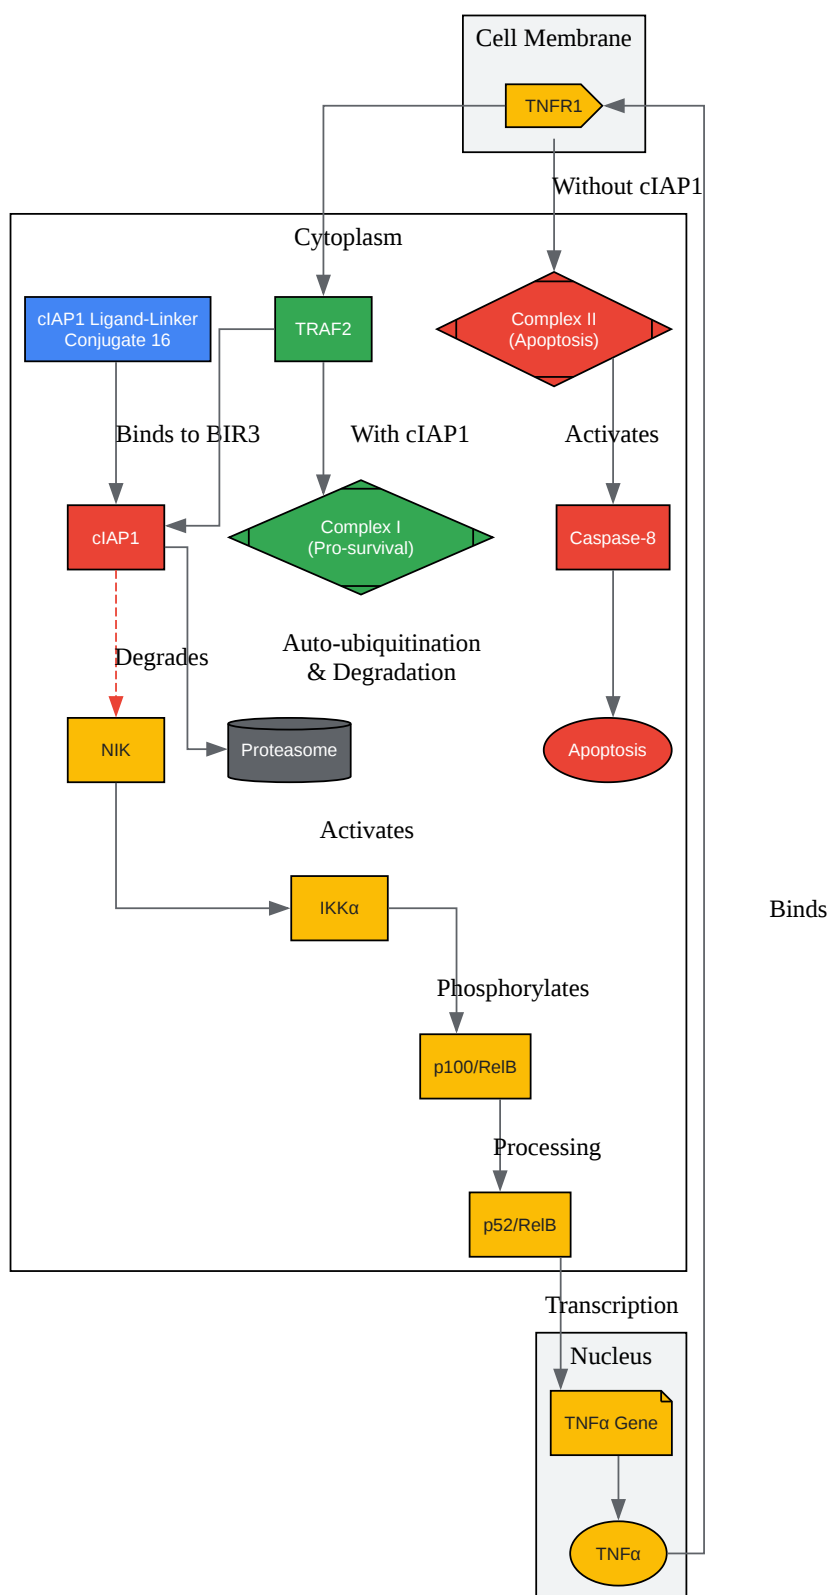 Cell Membrane
TNFR1
Without cIAP1
Cytoplasm
cIAP1 Ligand-Linker
Conjugate 16
TRAF2
Complex II
(Apoptosis)
Binds to BIR3
With cIAP1
Activates
cIAP1
Complex I
(Pro-survival)
Caspase-8
Degrades
Auto-ubiquitination
& Degradation
NIK
Proteasome
Apoptosis
Activates
IKKα
Binds
Phosphorylates
p100/RelB
Processing
p52/RelB
Transcription
Nucleus
TNFα Gene
TNFα